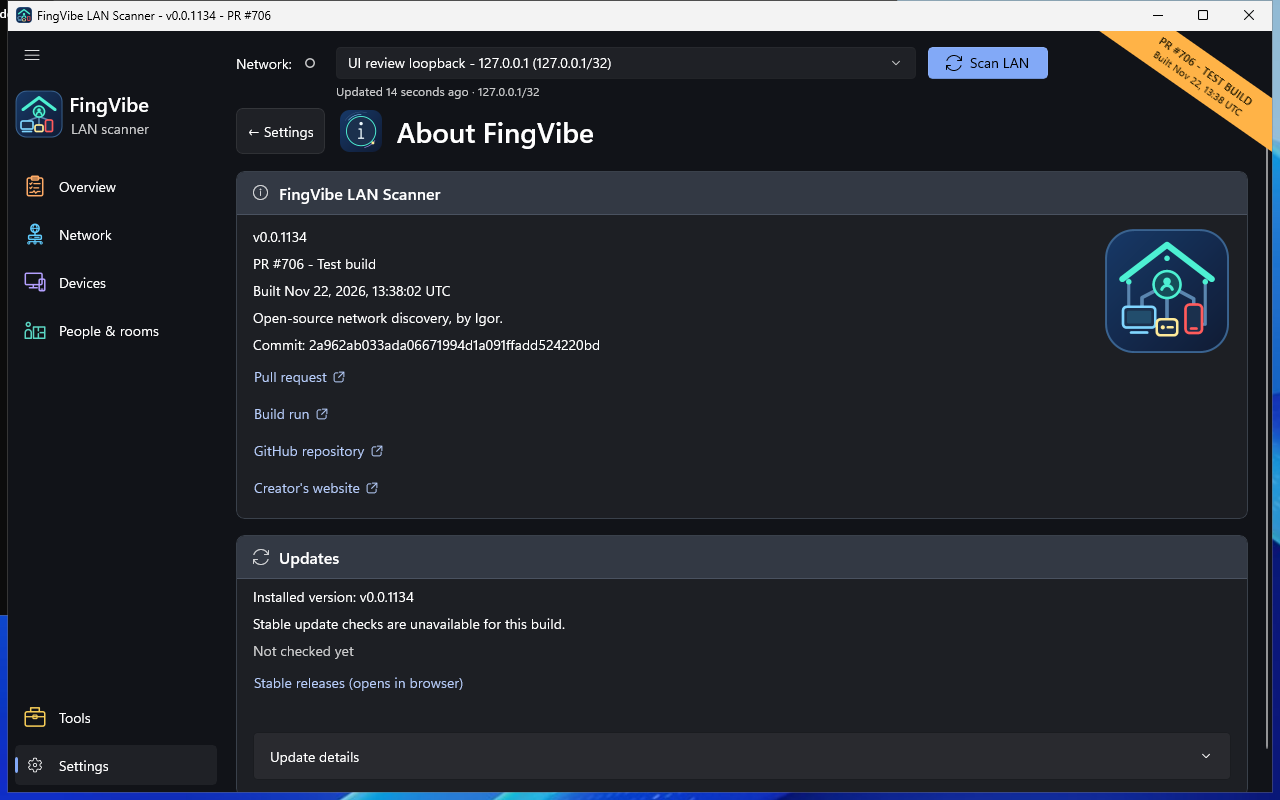 FingVibe LAN Scanner - v0.0.1134 - PR #706
Network:
UI review loopback - 127.0.0.1 (127.0.0.1/32)
Scan LAN
Updated 14 seconds ago · 127.0.0.1/32
PR #706 - TEST BUILD
Built Nov 22, 13:38 UTC
FingVibe
LAN scanner
Overview
Network
Devices
People & rooms
Tools
Settings
← Settings
About FingVibe
FingVibe LAN Scanner
v0.0.1134
PR #706 - Test build
Built Nov 22, 2026, 13:38:02 UTC
Open-source network discovery, by Igor.
Commit: 2a962ab033ada06671994d1a091ffadd524220bd
Pull request
Build run
GitHub repository
Creator's website
Updates
Installed version: v0.0.1134
Stable update checks are unavailable for this build.
Not checked yet
Stable releases (opens in browser)
Update details